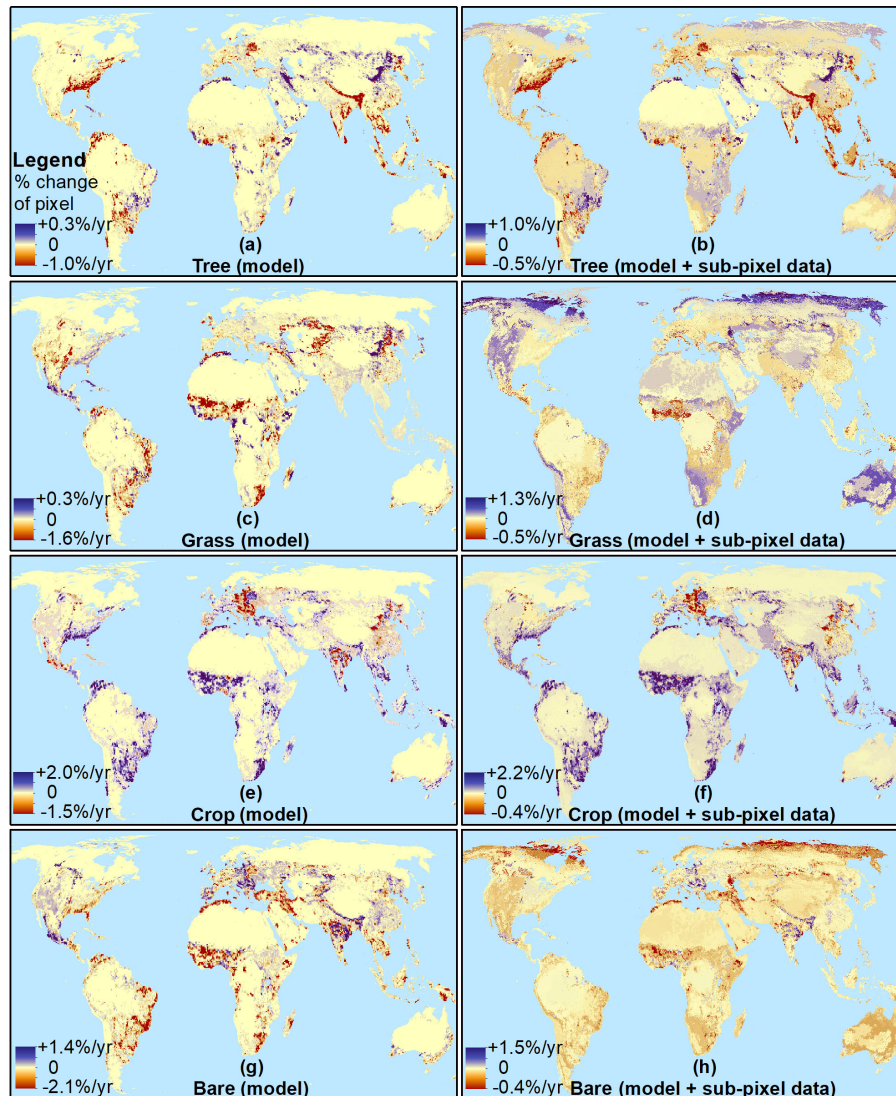 Legend
% change
of pixel
+0.3%/yr
0
-1.0%/yr
(a)
Tree (model)
+1.0%/yr
0
-0.5%/yr
(b)
Tree (model + sub-pixel data)
+0.3%/yr
0
-1.6%/yr
(c)
Grass (model)
+1.3%/yr
0
-0.5%/yr
(d)
Grass (model + sub-pixel data)
+2.0%/yr
0
-1.5%/yr
(e)
Crop (model)
+2.2%/yr
0
-0.4%/yr
(f)
Crop (model + sub-pixel data)
+1.4%/yr
0
-2.1%/yr
(g)
Bare (model)
+1.5%/yr
0
-0.4%/yr
(h)
Bare (model + sub-pixel data)